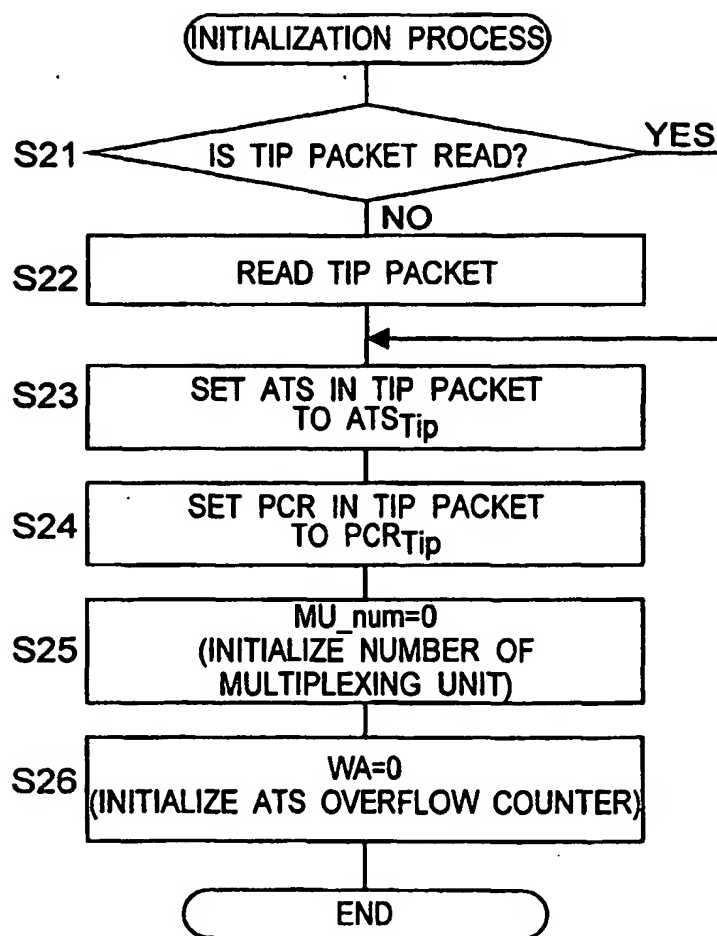 INITIALIZATION PROCESS
S21
IS TIP PACKET READ?
YES
NO
S22
READ TIP PACKET
S23
SET ATS IN TIP PACKET
TO ATSTip
S24
SET PCR IN TIP PACKET
TO PCRTip
S25
MU_num=0
(INITIALIZE NUMBER OF
MULTIPLEXING UNIT)
S26
WA=0
(INITIALIZE ATS OVERFLOW COUNTER)
END